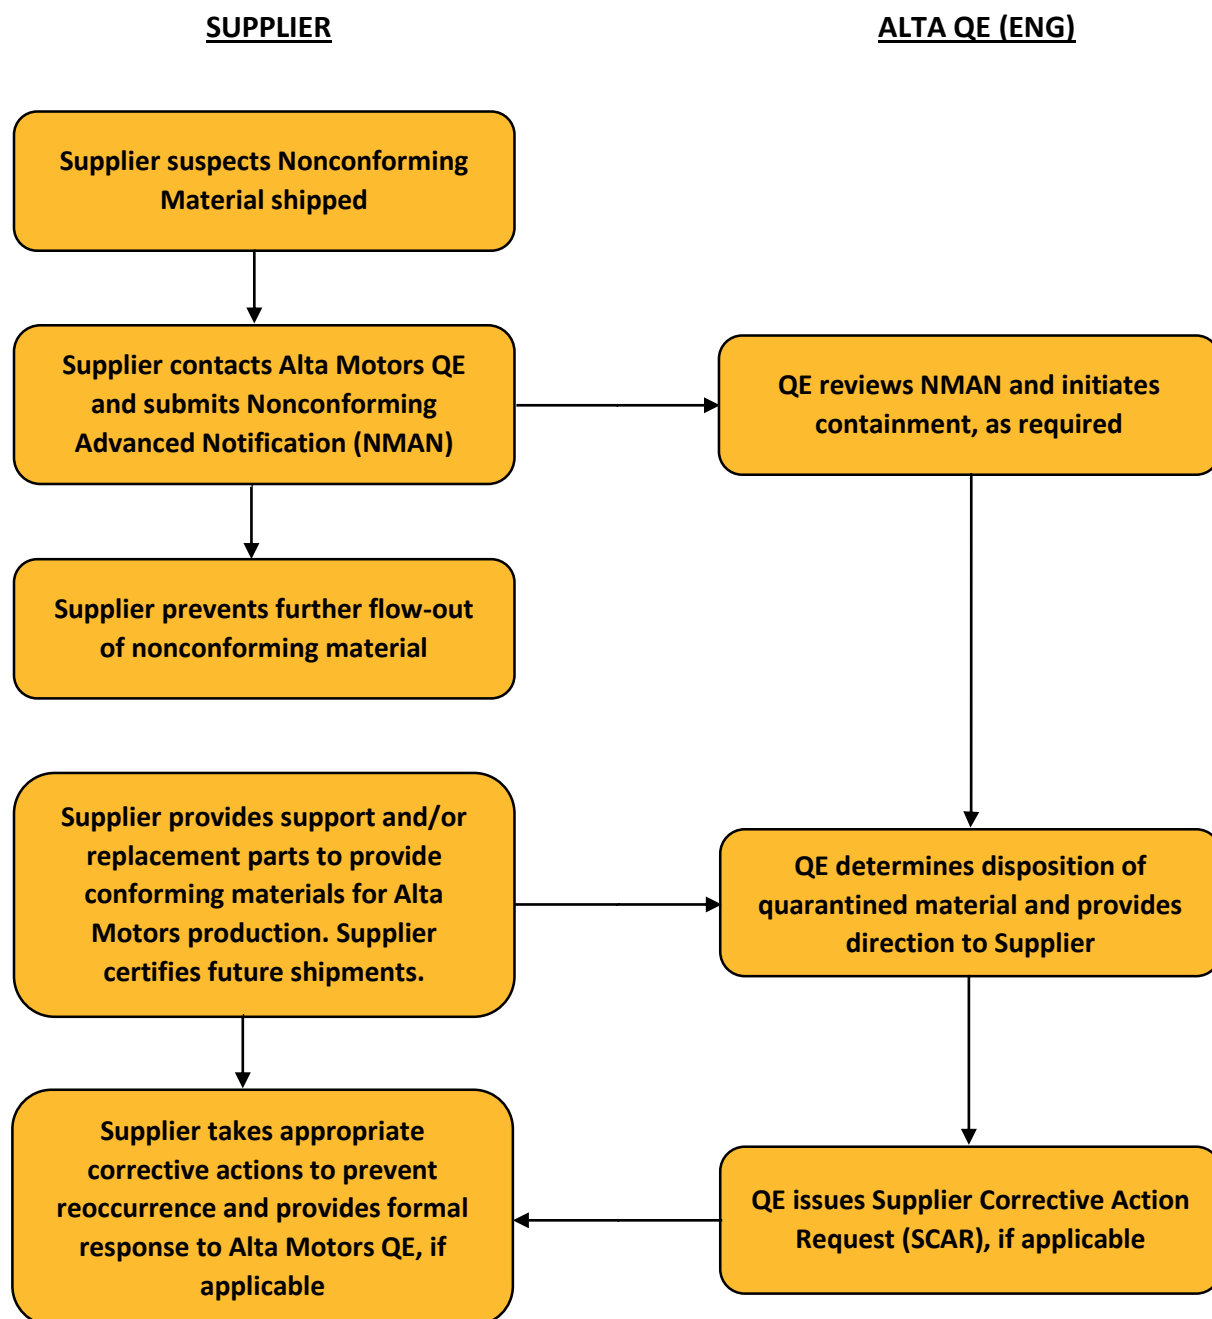 SUPPLIER
ALTA QE (ENG)
Supplier suspects Nonconforming
Material shipped
Supplier contacts Alta Motors QE
and submits Nonconforming
Advanced Notification (NMAN)
QE reviews NMAN and initiates
containment, as required
Supplier prevents further flow-out
of nonconforming material
Supplier provides support and/or
replacement parts to provide
conforming materials for Alta
Motors production. Supplier
certifies future shipments.
QE determines disposition of
quarantined material and provides
direction to Supplier
Supplier takes appropriate
corrective actions to prevent
reoccurrence and provides formal
response to Alta Motors QE, if
applicable
QE issues Supplier Corrective Action
Request (SCAR), if applicable